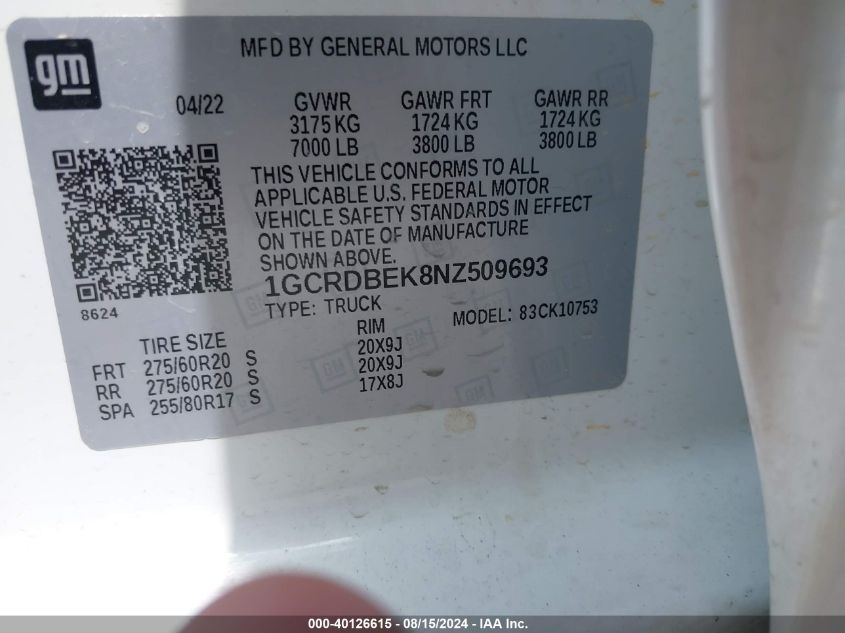 gm
MFD BY GENERAL MOTORS LLC
04/22 GVWR GAWR FRT GAWR RR
3175 KG 1724 KG 1724 KG
7000 LB 3800 LB 3800 LB
THIS VEHICLE CONFORMS TO ALL
APPLICABLE U.S. FEDERAL MOTOR
VEHICLE SAFETY STANDARDS IN EFFECT
ON THE DATE OF MANUFACTURE
SHOWN ABOVE.
1GCRDBEK8NZ509693
8624
TYPE: TRUCK MODEL: 83CK10753
TIRE SIZE RIM
FRT 275/60R20 S 20X9J
RR 275/60R20 S 20X9J
SPA 255/80R17 S 17X8J
000-40126615 - 08/15/2024 - IAA Inc.